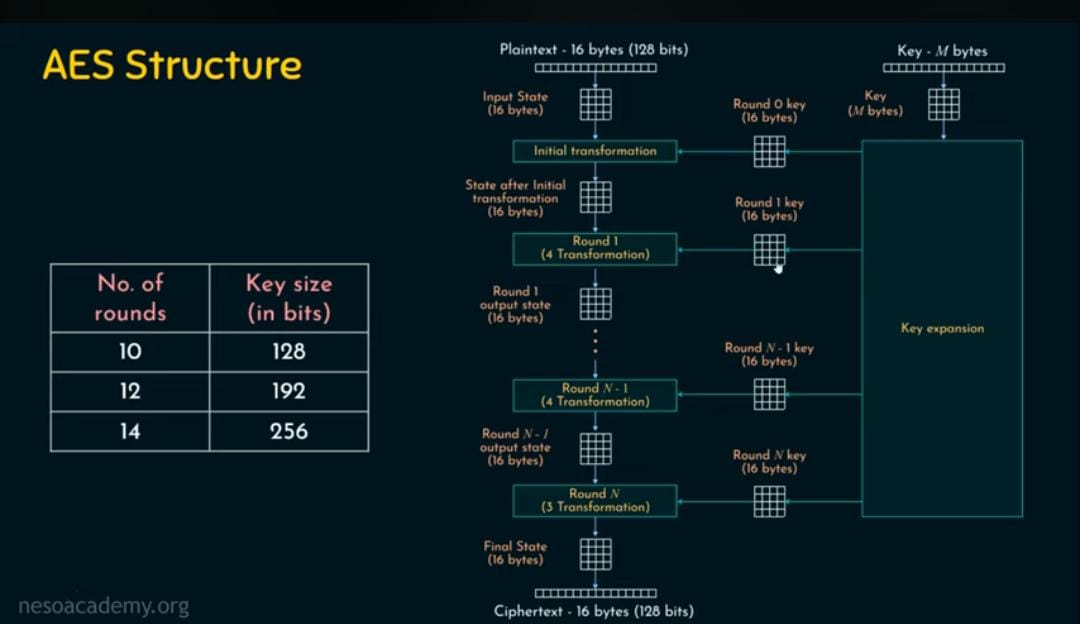 AES Structure
Plaintext - 16 bytes (128 bits)
Key - M bytes
Input State
(16 bytes)
Round 0 key
(16 bytes)
Key
(M bytes)
Initial transformation
State after Initial
transformation
(16 bytes)
Round 1 key
(16 bytes)
Round 1
(4 Transformation)
Round 1
output state
(16 bytes)
Key expansion
Round N - 1 key
(16 bytes)
Round N - 1
(4 Transformation)
Round N - 1
output state
(16 bytes)
Round N key
(16 bytes)
Round N
(3 Transformation)
Final State
(16 bytes)
Ciphertext - 16 bytes (128 bits)
No. of rounds Key size (in bits)
10 128
12 192
14 256
nesoacademy.org